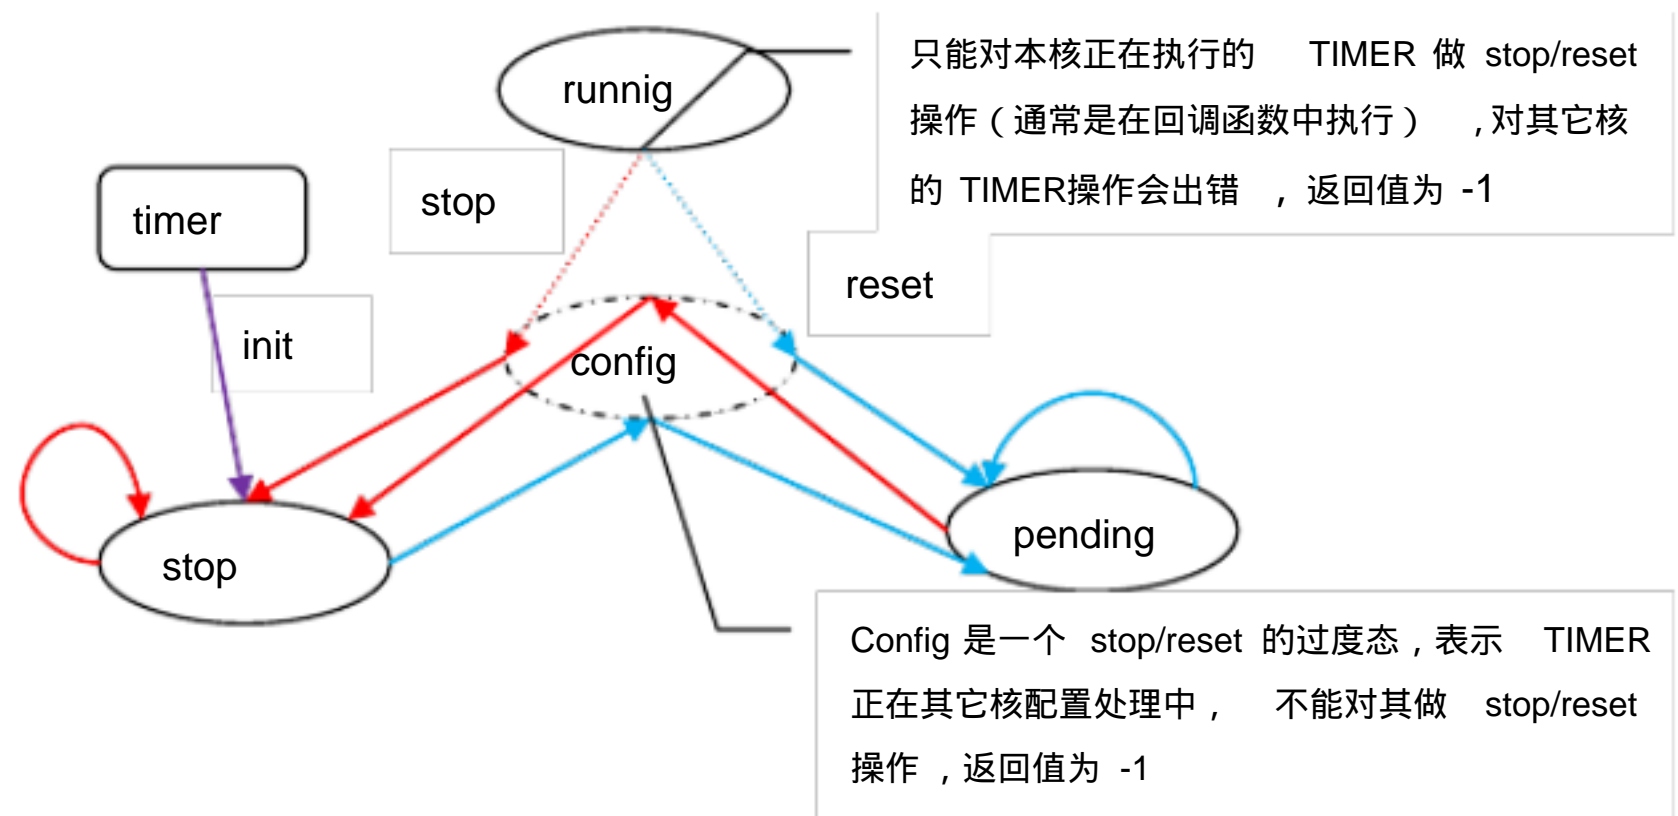 runnig
只能对本核正在执行的 TIMER 做 stop/reset
操作（通常是在回调函数中执行），对其它核
的 TIMER操作会出错 ，返回值为 -1
stop
timer
reset
init
config
stop
pending
Config 是一个 stop/reset 的过度态，表示 TIMER
正在其它核配置处理中， 不能对其做 stop/reset
操作 ，返回值为 -1